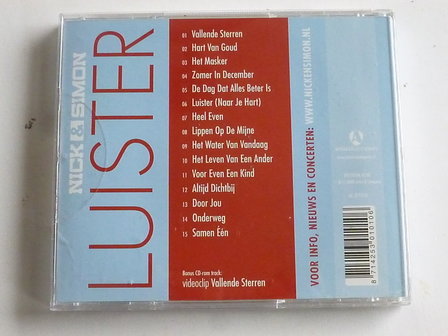 NICK & SIMON
LUISTER
01 Vallende Sterren
02 Hart Van Goud
03 Het Masker
04 Zomer In December
05 De Dag Dat Alles Beter Is
06 Luister (Naar Je Hart)
07 Heel Even
08 Lippen Op De Mijne
09 Het Water Van Vandaag
10 Het Leven Van Een Ander
11 Voor Even Een Kind
12 Altijd Dichtbij
13 Door Jou
14 Onderweg
15 Samen Één
Bonus CD-rom track:
videoclip Vallende Sterren
VOOR INFO, NIEUWS EN CONCERTEN: WWW.NICKENSIMON.NL
8 714253 010106